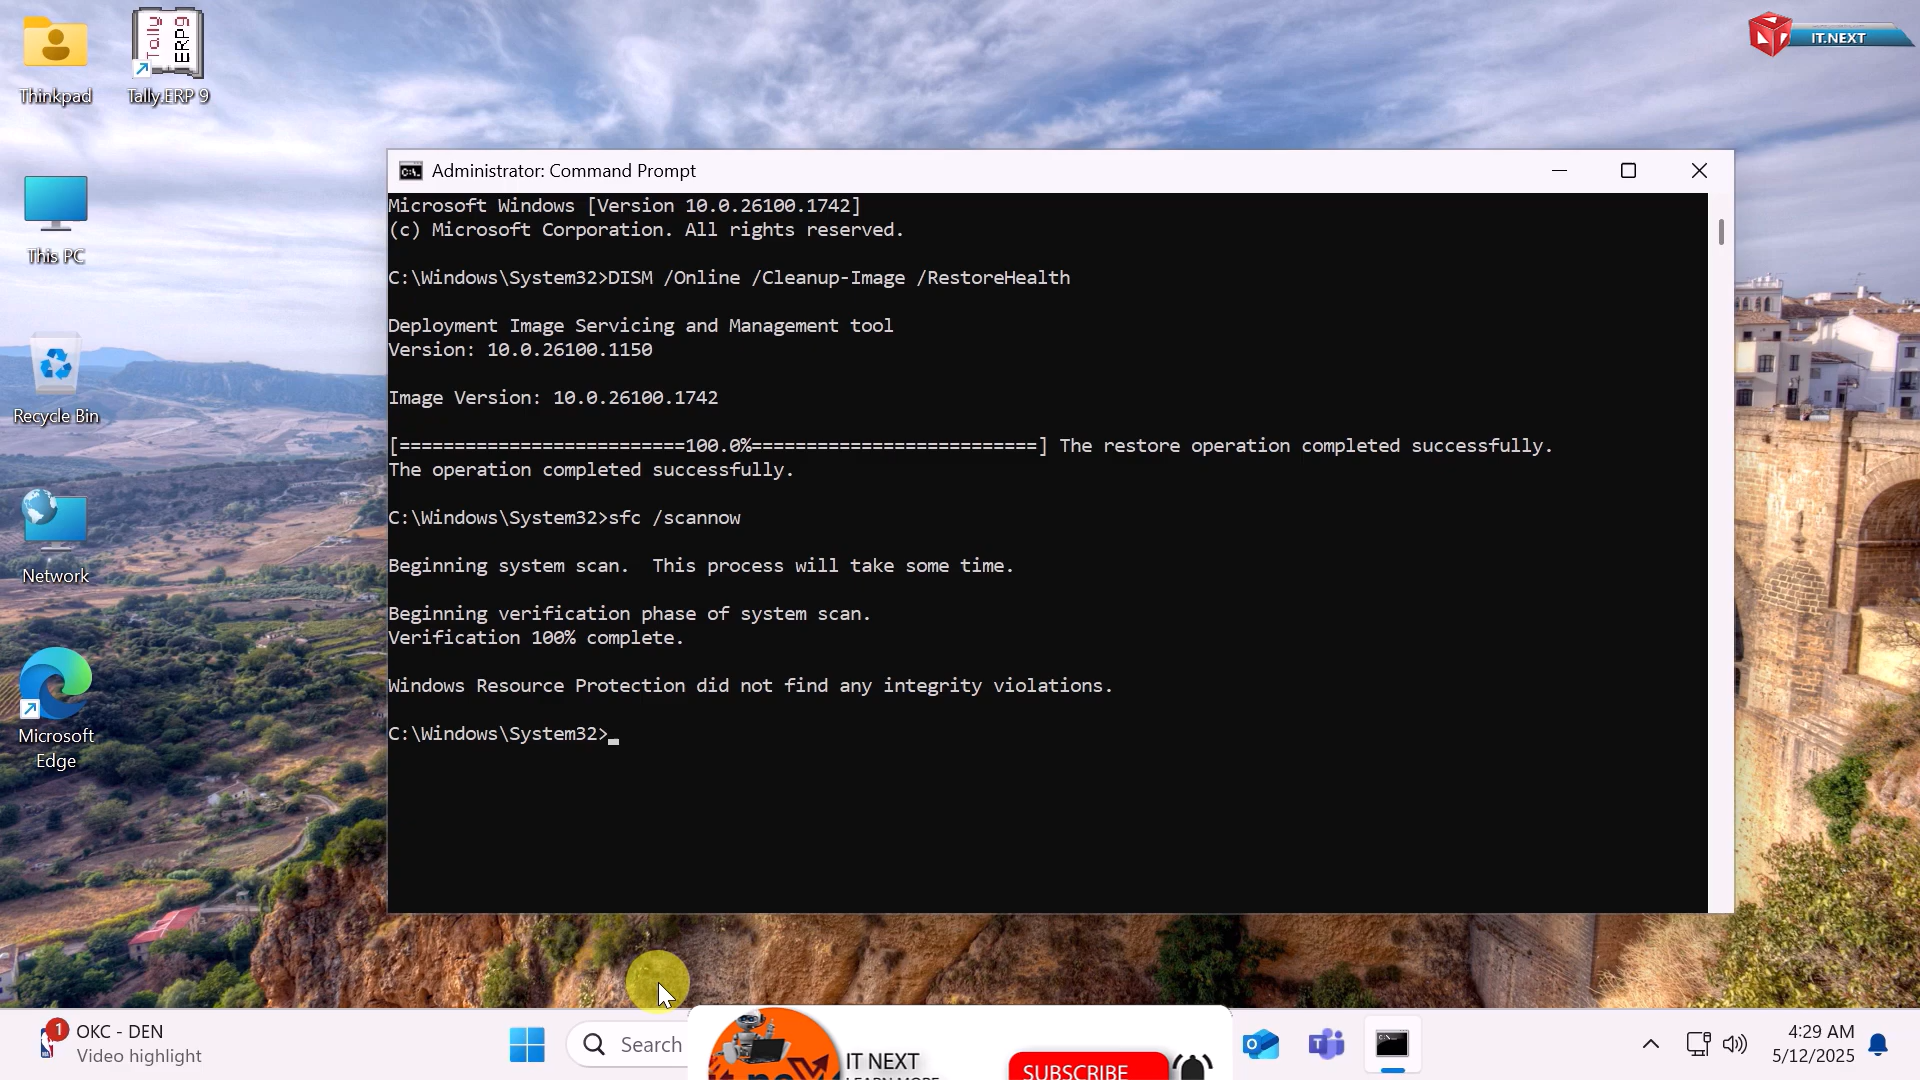 Thinkpad
Tally
ERP9
Tally.ERP 9
This PC
Recycle Bin
Network
Microsoft
Edge
IT.NEXT
Administrator: Command Prompt
Microsoft Windows [Version 10.0.26100.1742]
(c) Microsoft Corporation. All rights reserved.
C:\Windows\System32>DISM /Online /Cleanup-Image /RestoreHealth
Deployment Image Servicing and Management tool
Version: 10.0.26100.1150
Image Version: 10.0.26100.1742
[==========================100.0%==========================] The restore operation completed successfully.
The operation completed successfully.
C:\Windows\System32>sfc /scannow
Beginning system scan.  This process will take some time.
Beginning verification phase of system scan.
Verification 100% complete.
Windows Resource Protection did not find any integrity violations.
C:\Windows\System32>_
1
OKC - DEN
Video highlight
Search
IT NEXT
LEARN MORE
SUBSCRIBE
4:29 AM
5/12/2025